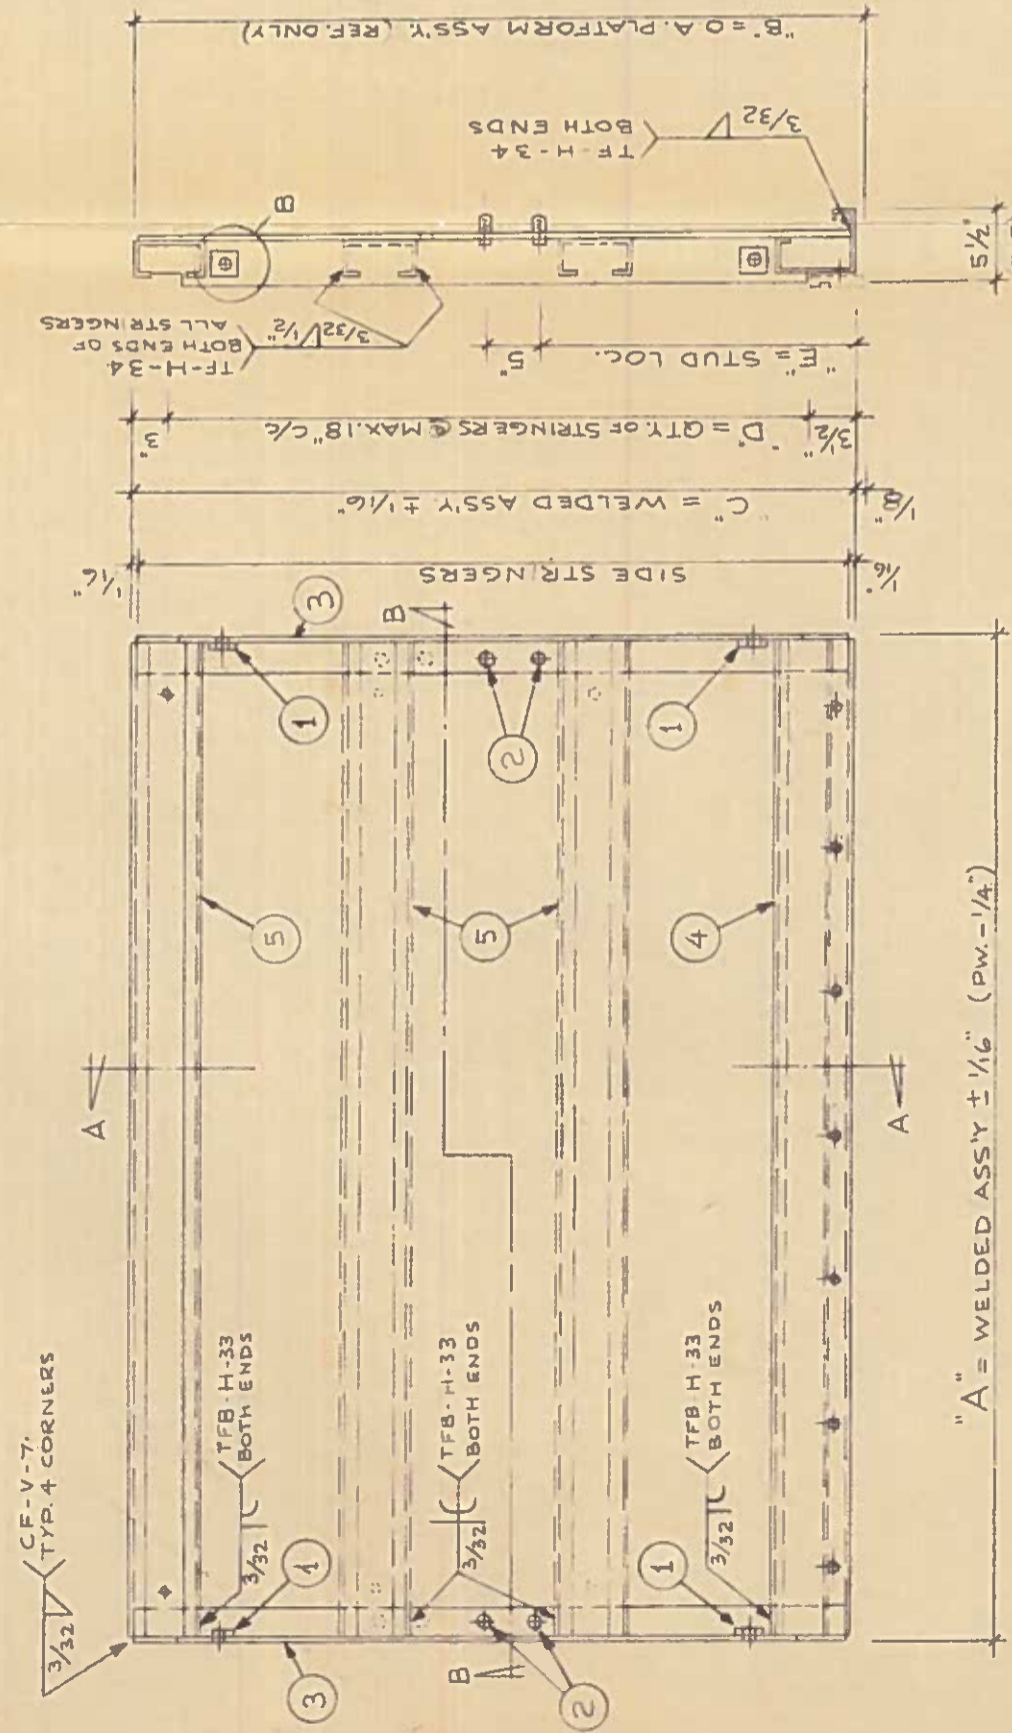 "B" = O A. PLATFORM ASS'Y. (REF. ONLY)
TF-H-34
BOTH ENDS
3/32
B
5 1/2"
TF-H-34
BOTH ENDS OF
ALL STRINGERS
3/32 1/2"
5"
"E" = STUD LOC.
3"
"D" = QTY. OF STRINGERS @ MAX. 18" C/C
3 1/2"
"C" = WELDED ASS'Y ± 1/16"
1/8"
1/16"
SIDE STRINGERS
1/16"
3
B
1
2
1
5
5
4
A
A
CF-V-7.
TYP. 4 CORNERS
3/32
TFB-H-33
BOTH ENDS
3/32
TFB-H-33
BOTH ENDS
3/32
TFB-H-33
BOTH ENDS
3/32
1
1
3
B
2
"A" = WELDED ASS'Y ± 1/16" (PW.-1/4")